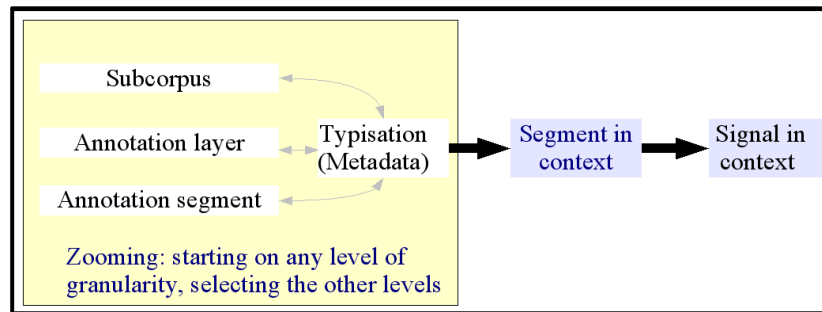 Subcorpus
Annotation layer
Annotation segment
Typisation
(Metadata)
Segment in
context
Signal in
context
Zooming: starting on any level of
granularity, selecting the other levels